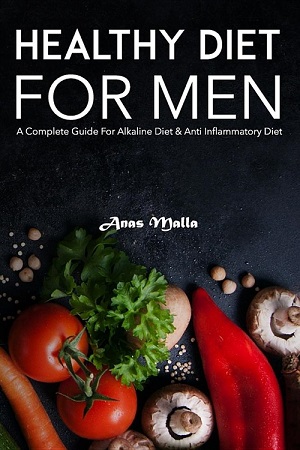 HEALTHY DIET
FOR MEN
A Complete Guide For Alkaline Diet & Anti Inflammatory Diet
Anas Malla